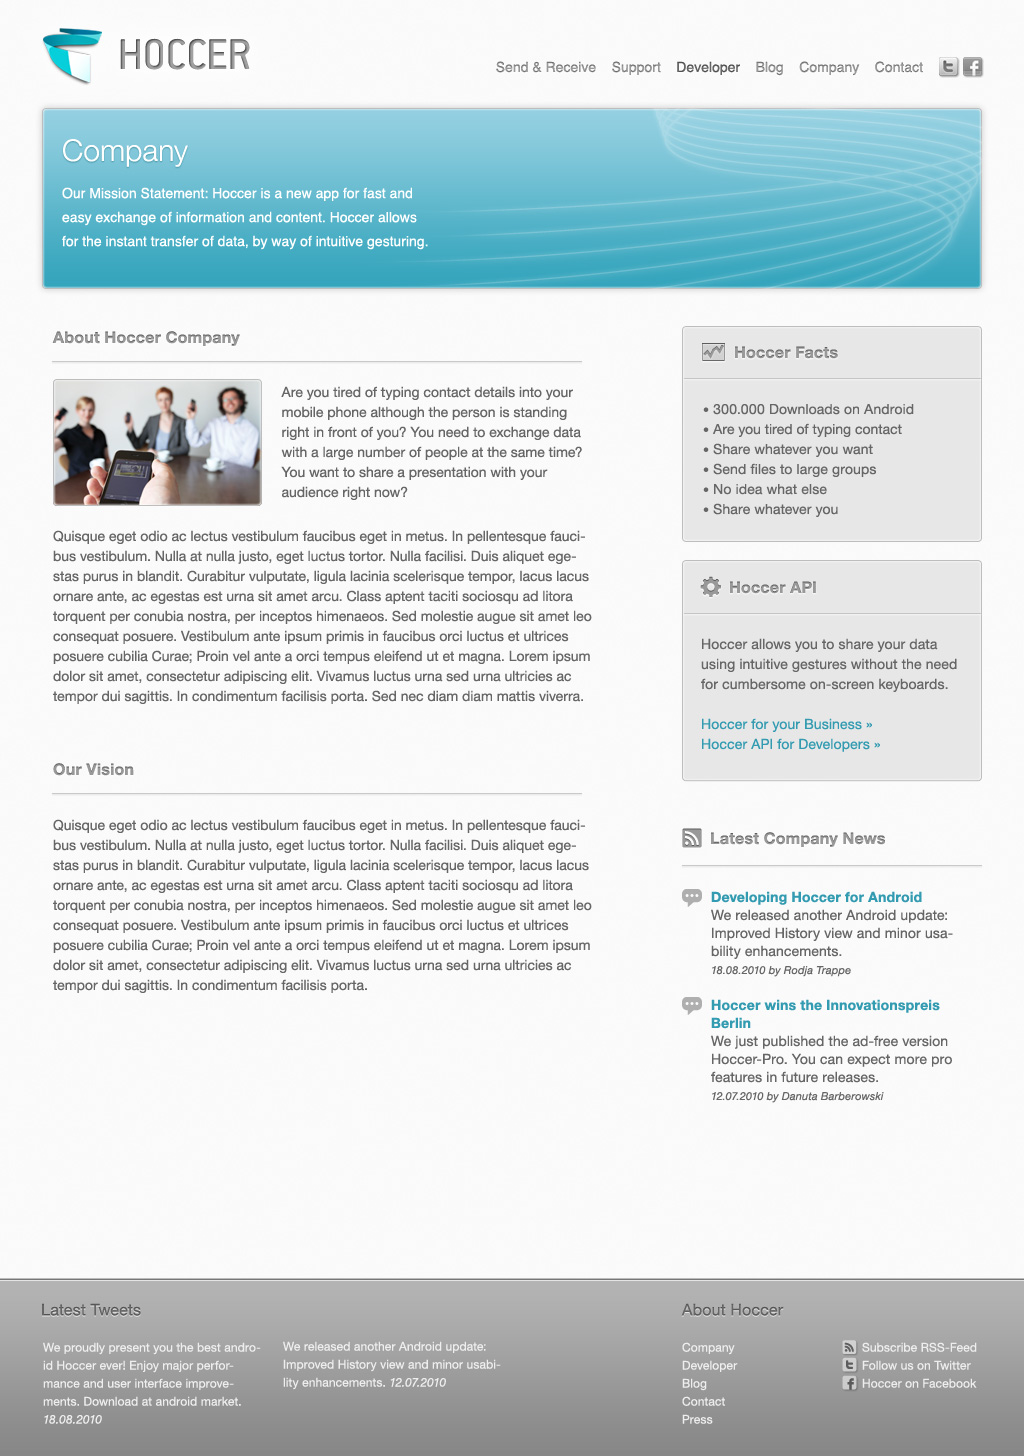 HOCCER
Send & Receive Support Developer Blog Company Contact
Company
Our Mission Statement: Hoccer is a new app for fast and
easy exchange of information and content. Hoccer allows
for the instant transfer of data, by way of intuitive gesturing.
About Hoccer Company
Are you tired of typing contact details into your
mobile phone although the person is standing
right in front of you? You need to exchange data
with a large number of people at the same time?
You want to share a presentation with your
audience right now?
Quisque eget odio ac lectus vestibulum faucibus eget in metus. In pellentesque fauci-
bus vestibulum. Nulla at nulla justo, eget luctus tortor. Nulla facilisi. Duis aliquet ege-
stas purus in blandit. Curabitur vulputate, ligula lacinia scelerisque tempor, lacus lacus
ornare ante, ac egestas est urna sit amet arcu. Class aptent taciti sociosqu ad litora
torquent per conubia nostra, per inceptos himenaeos. Sed molestie augue sit amet leo
consequat posuere. Vestibulum ante ipsum primis in faucibus orci luctus et ultrices
posuere cubilia Curae; Proin vel ante a orci tempus eleifend ut et magna. Lorem ipsum
dolor sit amet, consectetur adipiscing elit. Vivamus luctus urna sed urna ultricies ac
tempor dui sagittis. In condimentum facilisis porta. Sed nec diam diam mattis viverra.
Our Vision
Quisque eget odio ac lectus vestibulum faucibus eget in metus. In pellentesque fauci-
bus vestibulum. Nulla at nulla justo, eget luctus tortor. Nulla facilisi. Duis aliquet ege-
stas purus in blandit. Curabitur vulputate, ligula lacinia scelerisque tempor, lacus lacus
ornare ante, ac egestas est urna sit amet arcu. Class aptent taciti sociosqu ad litora
torquent per conubia nostra, per inceptos himenaeos. Sed molestie augue sit amet leo
consequat posuere. Vestibulum ante ipsum primis in faucibus orci luctus et ultrices
posuere cubilia Curae; Proin vel ante a orci tempus eleifend ut et magna. Lorem ipsum
dolor sit amet, consectetur adipiscing elit. Vivamus luctus urna sed urna ultricies ac
tempor dui sagittis. In condimentum facilisis porta.
Hoccer Facts
• 300.000 Downloads on Android
• Are you tired of typing contact
• Share whatever you want
• Send files to large groups
• No idea what else
• Share whatever you
Hoccer API
Hoccer allows you to share your data
using intuitive gestures without the need
for cumbersome on-screen keyboards.
Hoccer for your Business »
Hoccer API for Developers »
Latest Company News
Developing Hoccer for Android
We released another Android update:
Improved History view and minor usa-
bility enhancements.
18.08.2010 by Rodja Trappe
Hoccer wins the Innovationspreis
Berlin
We just published the ad-free version
Hoccer-Pro. You can expect more pro
features in future releases.
12.07.2010 by Danuta Barberowski
Latest Tweets
We proudly present you the best andro-
id Hoccer ever! Enjoy major perfor-
mance and user interface improve-
ments. Download at android market.
18.08.2010
We released another Android update:
Improved History view and minor usabi-
lity enhancements. 12.07.2010
About Hoccer
Company
Developer
Blog
Contact
Press
Subscribe RSS-Feed
Follow us on Twitter
Hoccer on Facebook